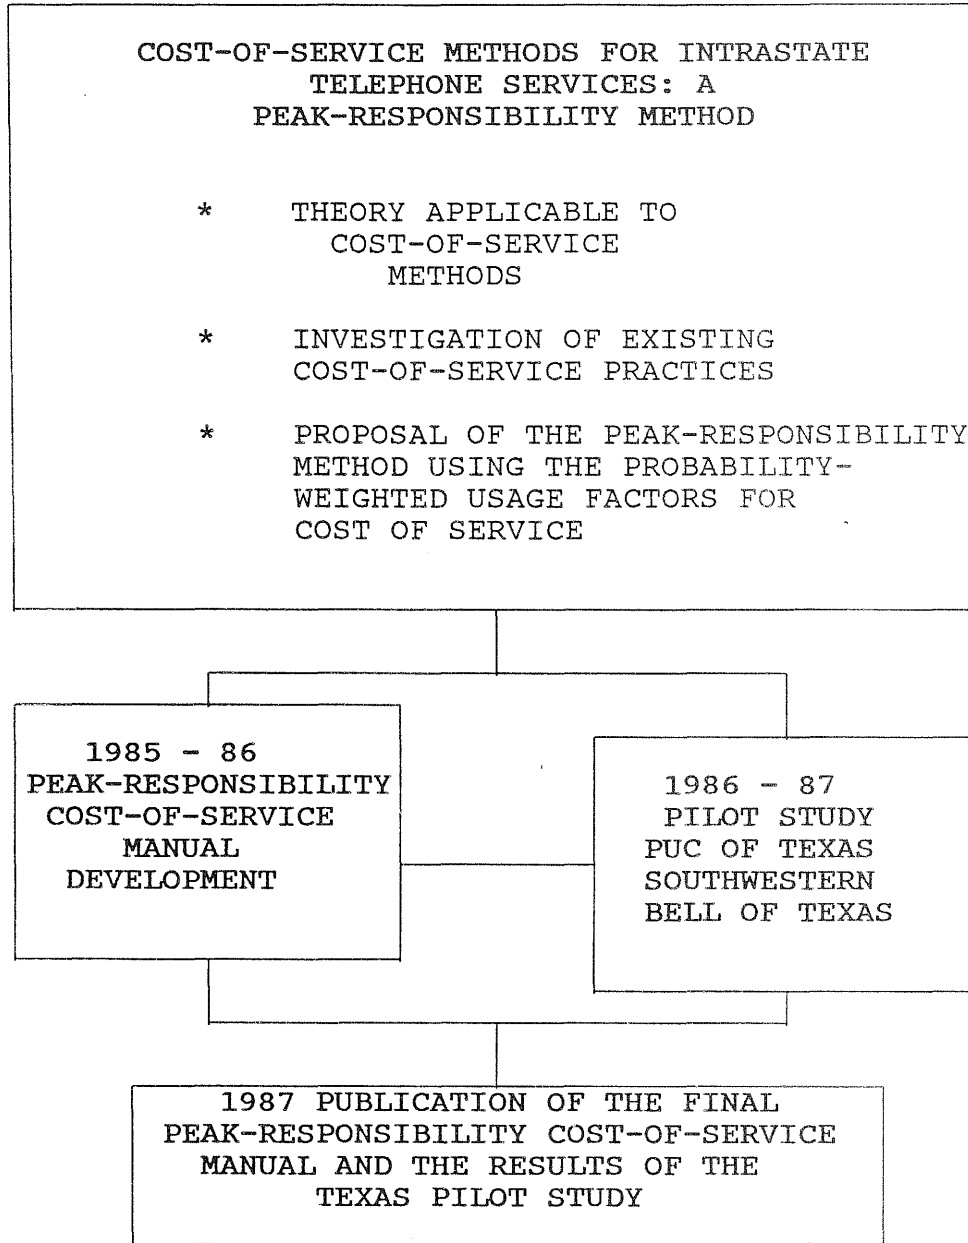 COST-OF-SERVICE METHODS FOR INTRASTATE
TELEPHONE SERVICES: A
PEAK-RESPONSIBILITY METHOD
* THEORY APPLICABLE TO
COST-OF-SERVICE
METHODS
* INVESTIGATION OF EXISTING
COST-OF-SERVICE PRACTICES
* PROPOSAL OF THE PEAK-RESPONSIBILITY
METHOD USING THE PROBABILITY-
WEIGHTED USAGE FACTORS FOR
COST OF SERVICE
1985 - 86
PEAK-RESPONSIBILITY
COST-OF-SERVICE
MANUAL
DEVELOPMENT
1986 - 87
PILOT STUDY
PUC OF TEXAS
SOUTHWESTERN
BELL OF TEXAS
1987 PUBLICATION OF THE FINAL
PEAK-RESPONSIBILITY COST-OF-SERVICE
MANUAL AND THE RESULTS OF THE
TEXAS PILOT STUDY